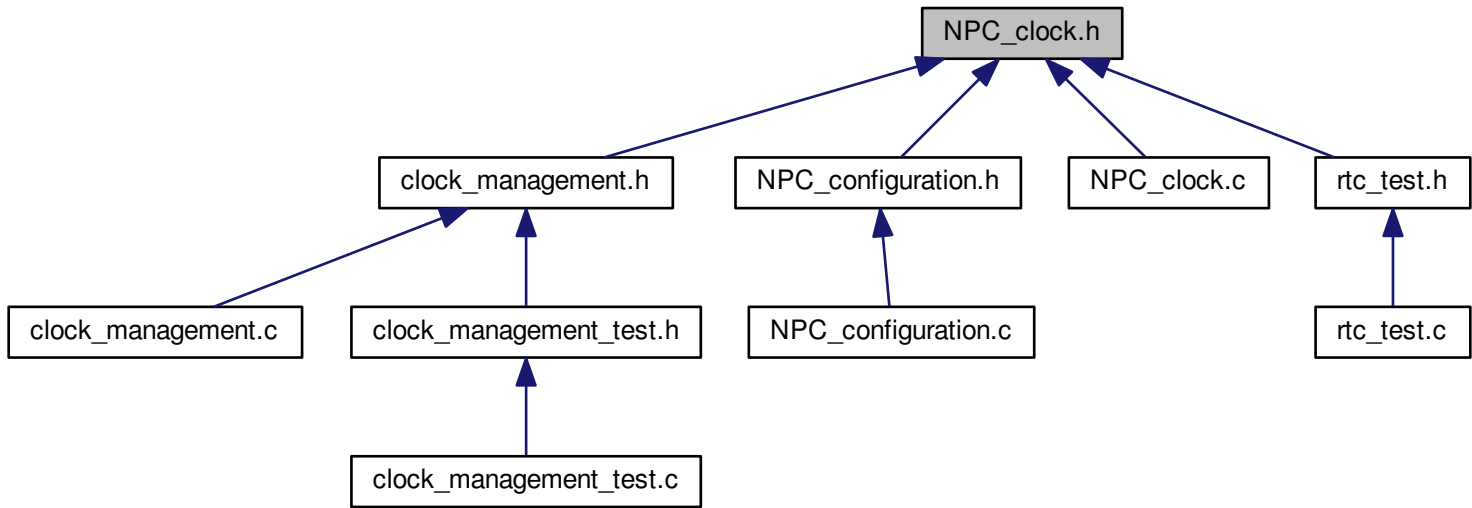 NPC_clock.h
clock_management.h
NPC_configuration.h
NPC_clock.c
rtc_test.h
clock_management.c
clock_management_test.h
NPC_configuration.c
rtc_test.c
clock_management_test.c